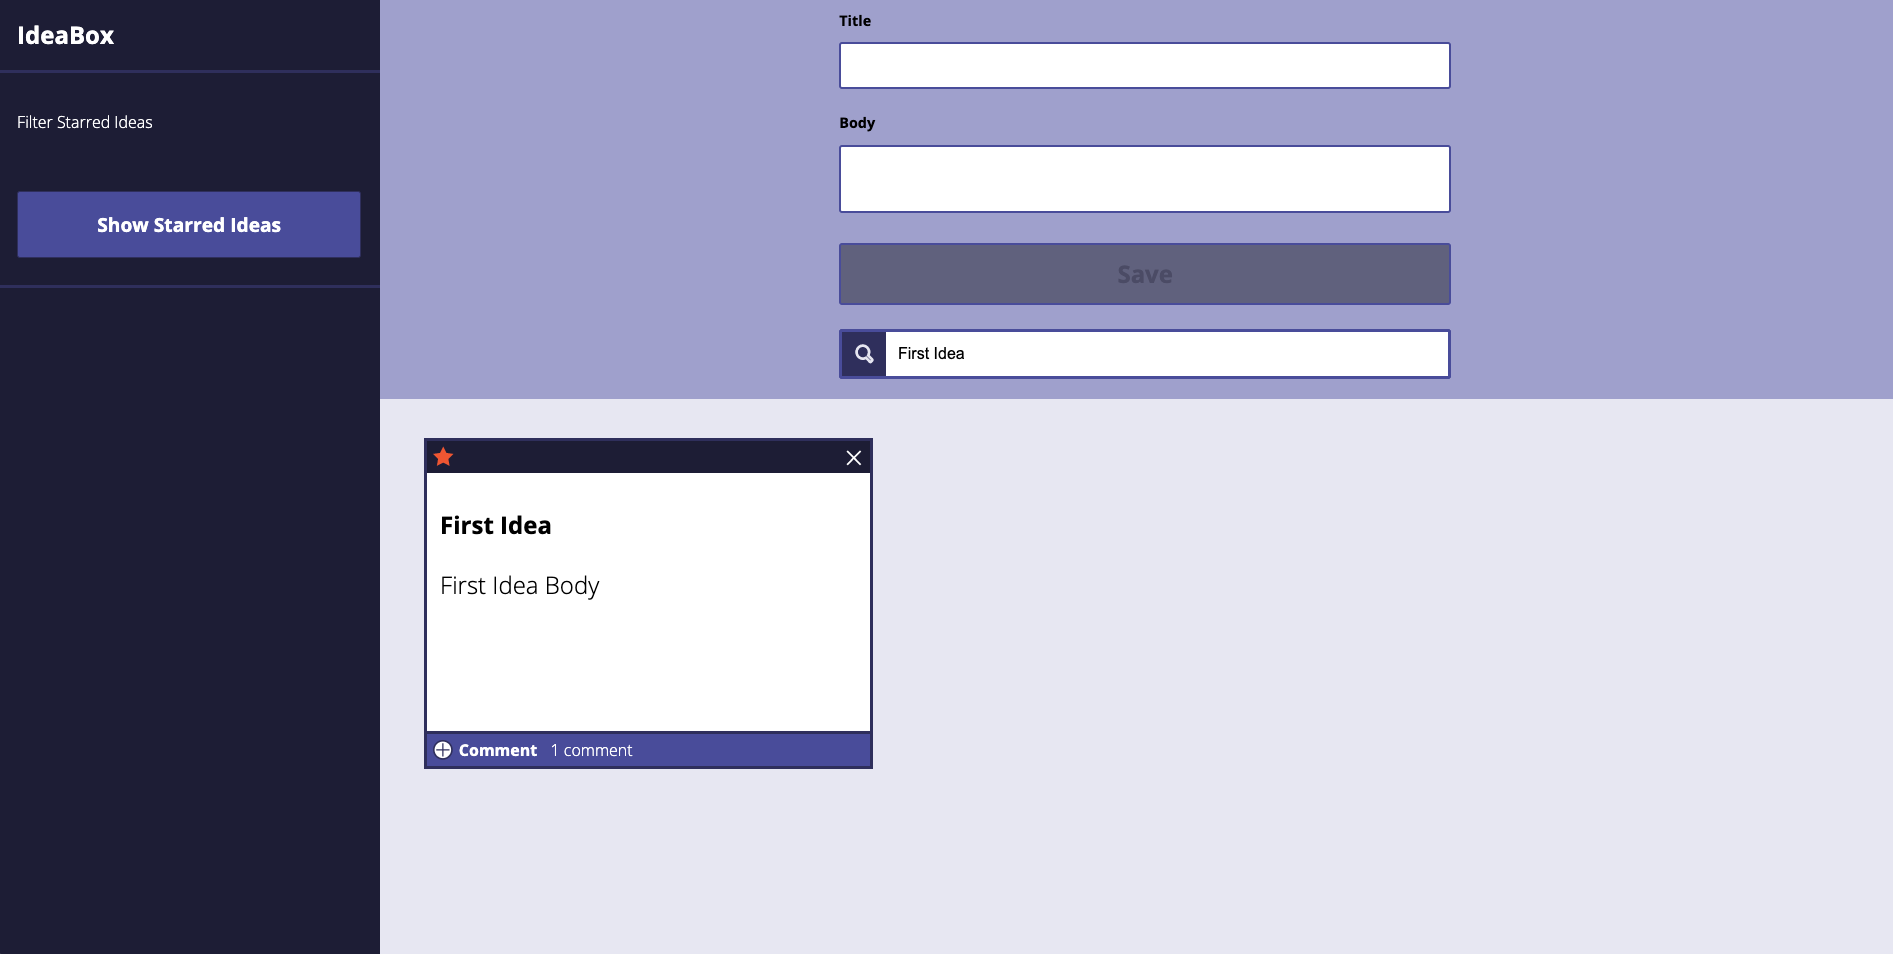 IdeaBox
Filter Starred Ideas
Show Starred Ideas
Title
Body
Save
First Idea
First Idea
First Idea Body
Comment 1 comment